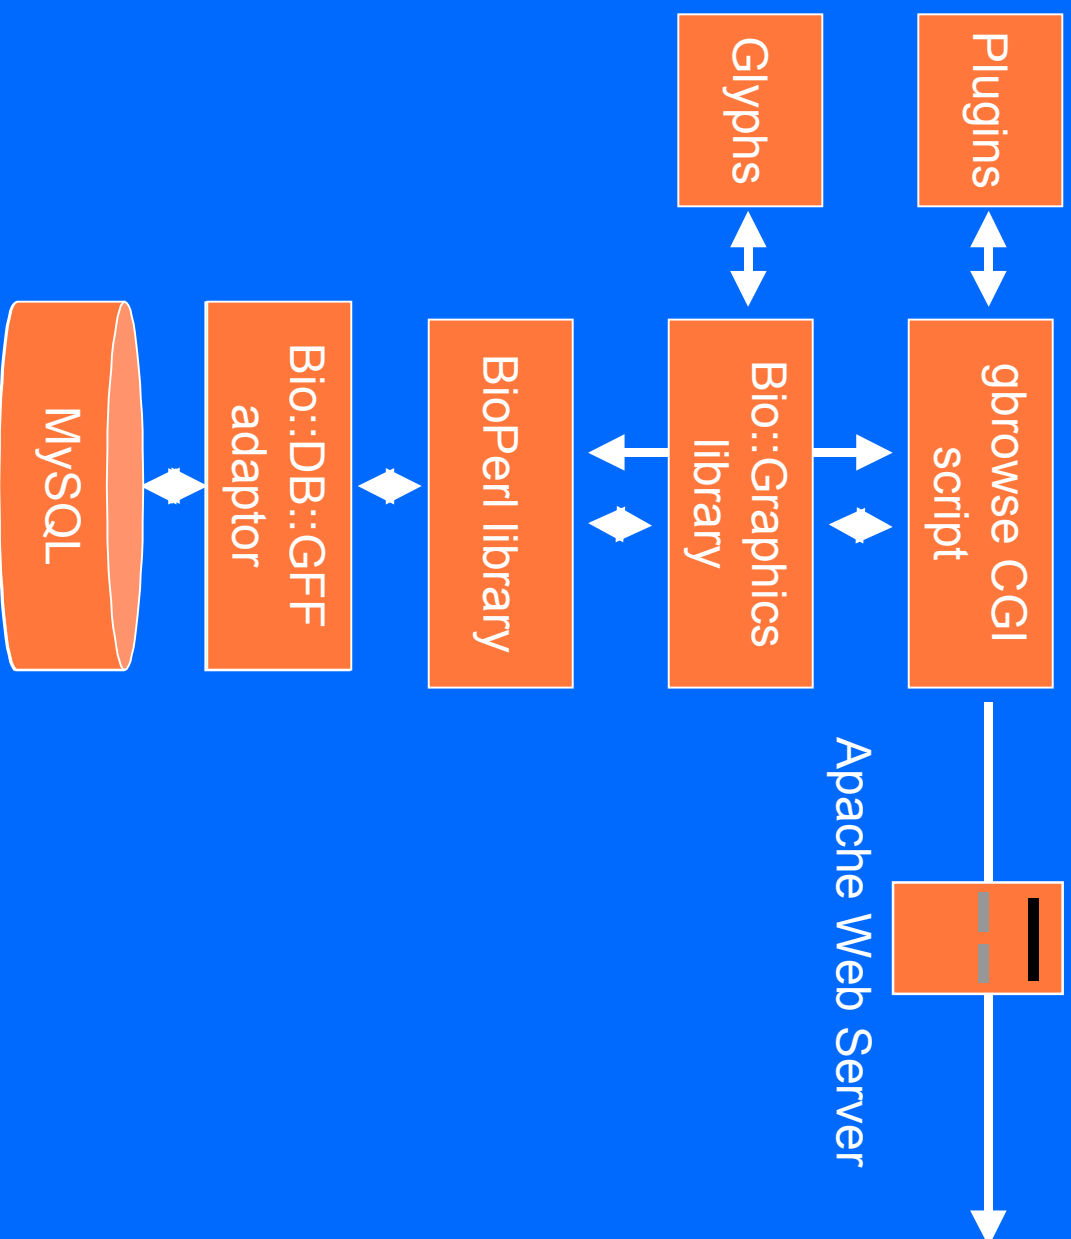 Plugins
gbrowse CGI
script
Apache Web Server
Glyphs
Bio::Graphics
library
BioPerl library
Bio::DB::GFF
adaptor
MySQL